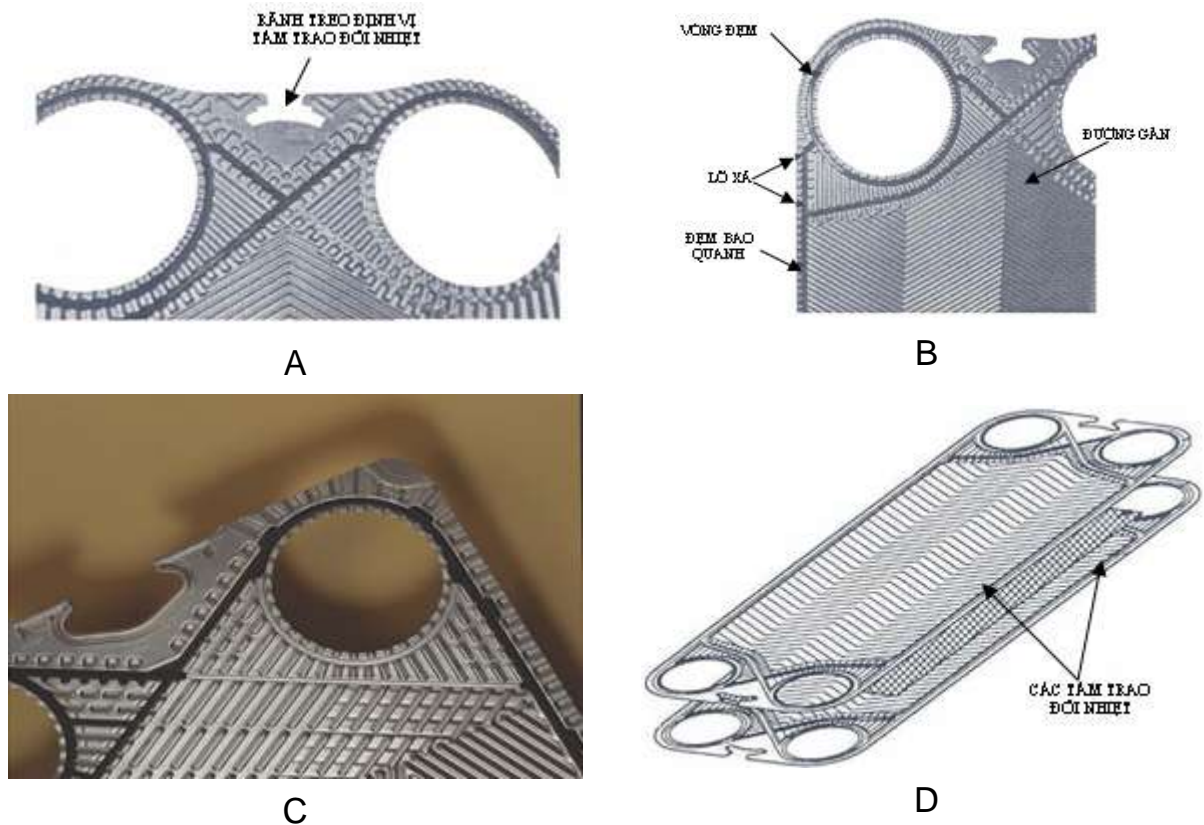 RÃNH TREO ĐỊNH VỊ
TẤM TRAO ĐỔI NHIỆT
A
VÒNG ĐỆM
ĐƯỜNG GÂN
LỖ XẢ
ĐỆM BAO
QUANH
B
C
CÁC TẤM TRAO
ĐỔI NHIỆT
D